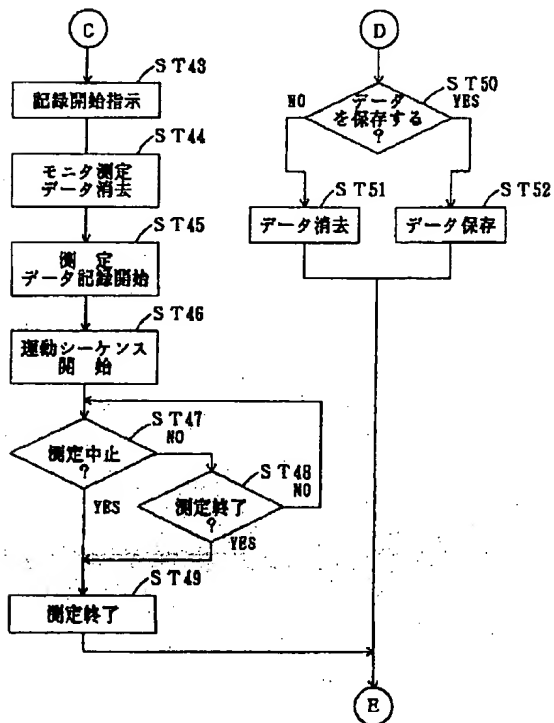 C
ST43
記録開始指示
ST44
モニタ測定
データ消去
ST45
測 定
データ記録開始
ST46
運動シーケンス
開 始
ST47
測定中止
?
NO
YES
ST48
測定終了
?
NO
YES
ST49
測定終了
D
ST50
データ
を保存する
?
NO
YES
ST51
データ消去
ST52
データ保存
E